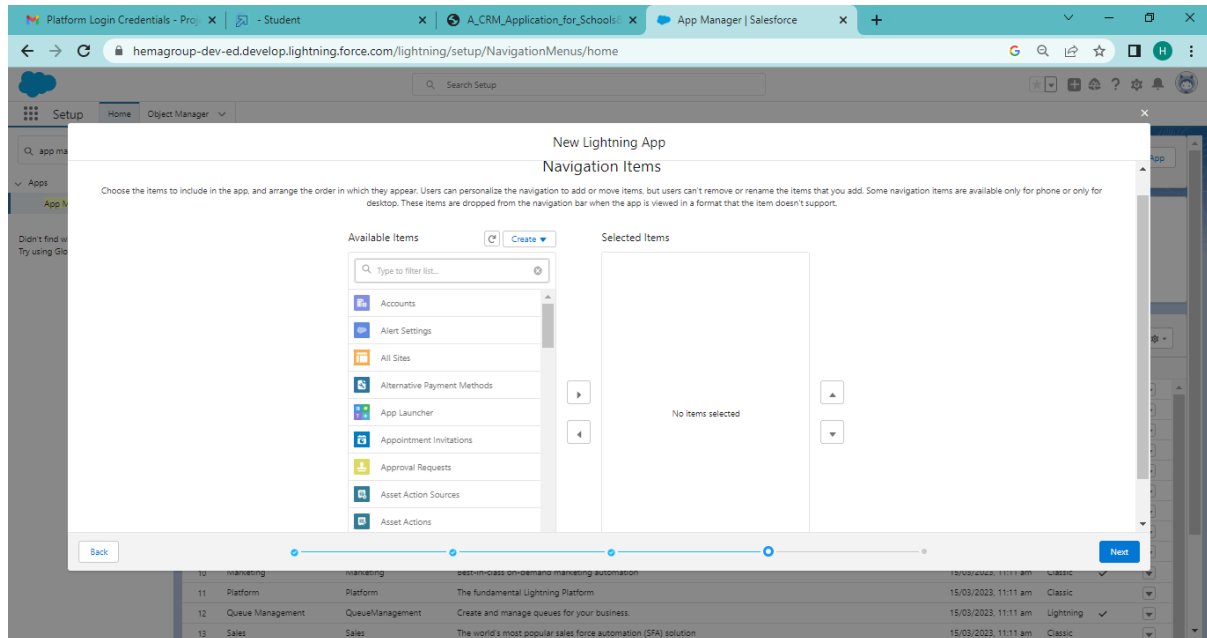 Platform Login Credentials - Proj
- Student
A_CRM_Application_for_Schools&
App Manager | Salesforce
hemagroup-dev-ed.develop.lightning.force.com/lightning/setup/NavigationMenus/home
G
H
Search Setup
Setup
Home
Object Manager
app ma
App
Apps
App M
Didn't find w
Try using Glo
New Lightning App
Navigation Items
Choose the items to include in the app, and arrange the order in which they appear. Users can personalize the navigation to add or move items, but users can't remove or rename the items that you add. Some navigation items are available only for phone or only for
desktop. These items are dropped from the navigation bar when the app is viewed in a format that the item doesn't support.
Available Items
Create
Selected Items
Type to filter list...
Accounts
Alert Settings
All Sites
Alternative Payment Methods
App Launcher
Appointment Invitations
Approval Requests
Asset Action Sources
Asset Actions
No items selected
Back
Next
10 Marketing Marketing Best-in-class on-demand marketing automation 15/03/2023, 11:11 am Classic
11 Platform Platform The fundamental Lightning Platform 15/03/2023, 11:11 am Classic
12 Queue Management QueueManagement Create and manage queues for your business. 15/03/2023, 11:11 am Lightning
13 Sales Sales The world's most popular sales force automation (SFA) solution 15/03/2023, 11:11 am Classic